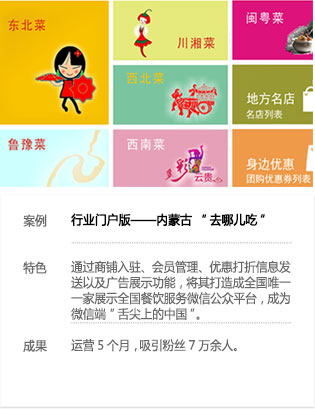 东北菜
川湘菜
闽粤菜
西北菜
地方名店
名店列表
鲁豫菜
西南菜
多彩
云贵
身边优惠
团购优惠券列表
案例
行业门户版——内蒙古 “去哪儿吃”
特色
通过商铺入驻、会员管理、优惠打折信息发
送以及广告展示功能，将其打造成全国唯一
一家展示全国餐饮服务微信公众平台，成为
微信端“舌尖上的中国”。
成果
运营5个月，吸引粉丝7万余人。